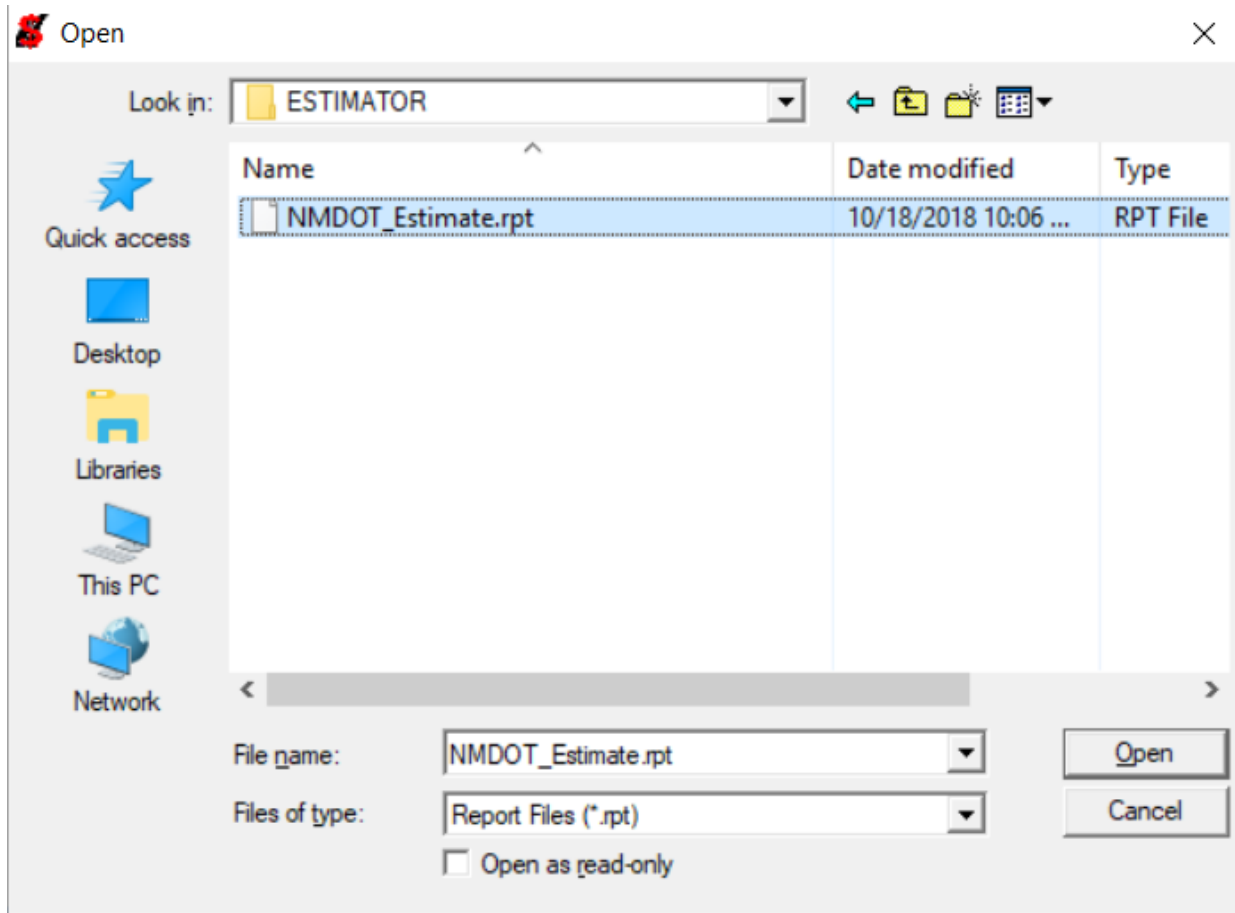 Open
Look in: ESTIMATOR
Name Date modified Type
NMDOT_Estimate.rpt 10/18/2018 10:06 ... RPT File
Quick access
Desktop
Libraries
This PC
Network
File name: NMDOT_Estimate.rpt Open
Files of type: Report Files (*.rpt) Cancel
Open as read-only